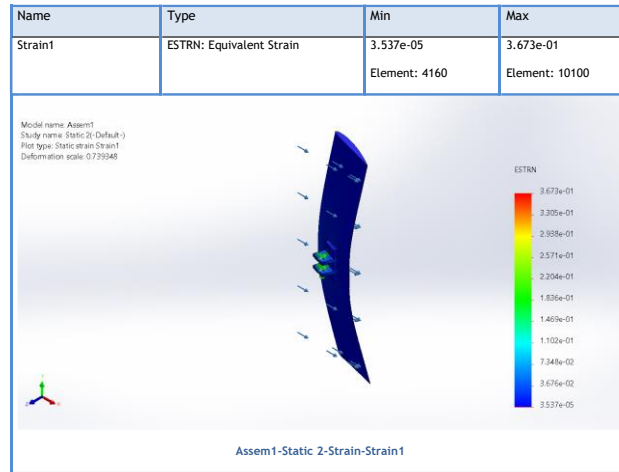 Name Type Min Max
Strain1 ESTRN: Equivalent Strain 3.537e-05 3.673e-01
Element: 4160 Element: 10100
Model name: Assem1
Study name: Static 2(-Default-)
Plot type: Static strain Strain1
Deformation scale: 0.739348
ESTRN
3.673e-01
3.305e-01
2.938e-01
2.571e-01
2.204e-01
1.836e-01
1.469e-01
1.102e-01
7.348e-02
3.676e-02
3.537e-05
Assem1-Static 2-Strain-Strain1